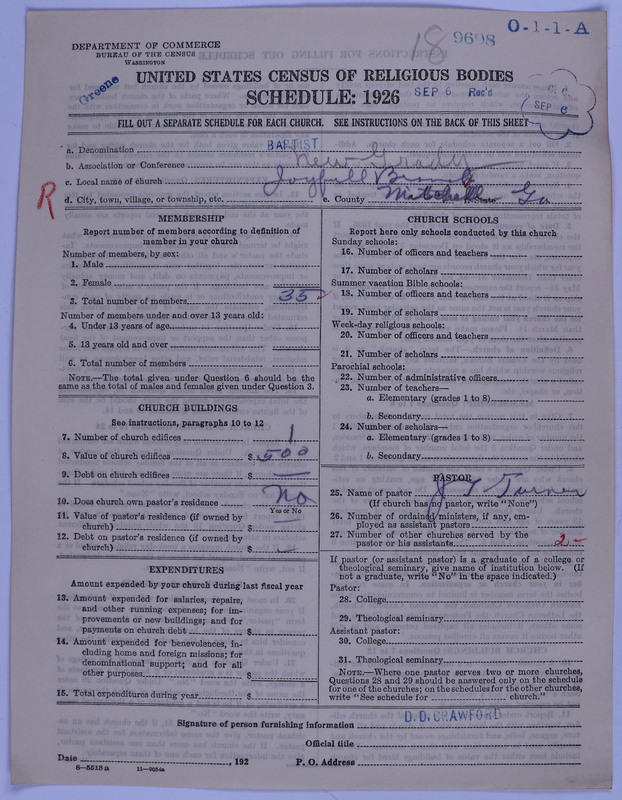 O-1-1-A
18 9698
DEPARTMENT OF COMMERCE
BUREAU OF THE CENSUS
WASHINGTON
Greene
UNITED STATES CENSUS OF RELIGIOUS BODIES
SCHEDULE: 1926
SEP 6 Rec'd
C. C.
SEP 6
FILL OUT A SEPARATE SCHEDULE FOR EACH CHURCH. SEE INSTRUCTIONS ON THE BACK OF THIS SHEET
a. Denomination BAPTIST
b. Association or Conference New Grady
c. Local name of church Joyfull Branch
R
d. City, town, village, or township, etc. e. County Mitchell f. State Ga
MEMBERSHIP
Report number of members according to definition of
member in your church
Number of members, by sex:
1. Male
2. Female
3. Total number of members 35
Number of members under and over 13 years old:
4. Under 13 years of age
5. 13 years old and over
6. Total number of members
NOTE.—The total given under Question 6 should be the
same as the total of males and females given under Question 3.
CHURCH BUILDINGS
See instructions, paragraphs 10 to 12
7. Number of church edifices 1
8. Value of church edifices $ 500
9. Debt on church edifices $ —
10. Does church own pastor's residence No
Yes or No
11. Value of pastor's residence (if owned by
church) $ —
12. Debt on pastor's residence (if owned by
church) $ —
EXPENDITURES
Amount expended by your church during last fiscal year
13. Amount expended for salaries, repairs,
and other running expenses; for im-
provements or new buildings; and for
payments on church debt $
14. Amount expended for benevolences, in-
cluding home and foreign missions; for
denominational support; and for all
other purposes $
15. Total expenditures during year $
CHURCH SCHOOLS
Report here only schools conducted by this church
Sunday schools:
16. Number of officers and teachers
17. Number of scholars
Summer vacation Bible schools:
18. Number of officers and teachers
19. Number of scholars
Week-day religious schools:
20. Number of officers and teachers
21. Number of scholars
Parochial schools:
22. Number of administrative officers
23. Number of teachers—
a. Elementary (grades 1 to 8)
b. Secondary
24. Number of scholars—
a. Elementary (grades 1 to 8)
b. Secondary
PASTOR
25. Name of pastor J T Turner
(If church has no pastor, write "None")
26. Number of ordained ministers, if any, em-
ployed as assistant pastors
27. Number of other churches served by the
pastor or his assistants 2
If pastor (or assistant pastor) is a graduate of a college or
theological seminary, give name of institution below. (If
not a graduate, write "No" in the space indicated.)
Pastor:
28. College
29. Theological seminary
Assistant pastor:
30. College
31. Theological seminary
NOTE.—Where one pastor serves two or more churches,
Questions 28 and 29 should be answered only on the schedule
for one of the churches; on the schedules for the other churches,
write "See schedule for church."
Signature of person furnishing information D. D. CRAWFORD
Official title
Date , 192 P. O. Address
8—5518a 11—9054a